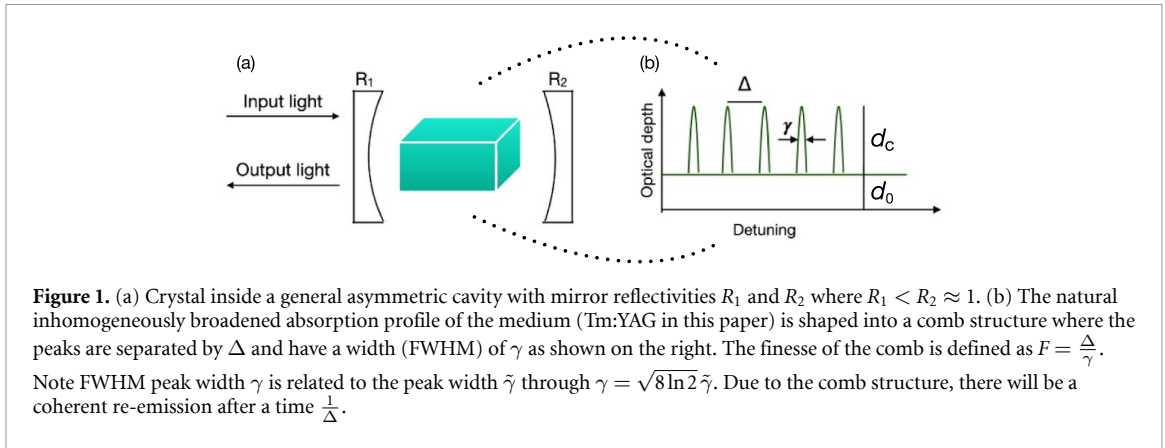 (a)
R₁
R₂
Input light
Output light
(b)
Δ
γ
Optical depth
d_c
d_0
Detuning
Figure 1. (a) Crystal inside a general asymmetric cavity with mirror reflectivities R₁ and R₂ where R₁ < R₂ ≈ 1. (b) The natural
inhomogeneously broadened absorption profile of the medium (Tm:YAG in this paper) is shaped into a comb structure where the
peaks are separated by Δ and have a width (FWHM) of γ as shown on the right. The finesse of the comb is defined as F = Δ/γ.
Note FWHM peak width γ is related to the peak width γ̃ through γ = √(8 ln 2) γ̃. Due to the comb structure, there will be a
coherent re-emission after a time 1/Δ.